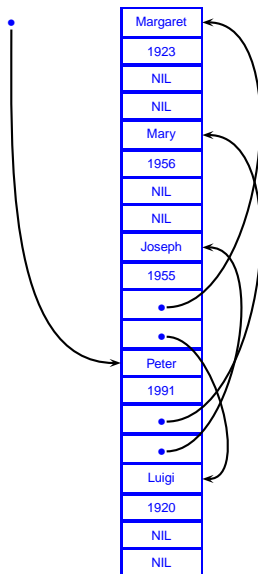 Margaret
1923
NIL
NIL
Mary
1956
NIL
NIL
Joseph
1955
Peter
1991
Luigi
1920
NIL
NIL